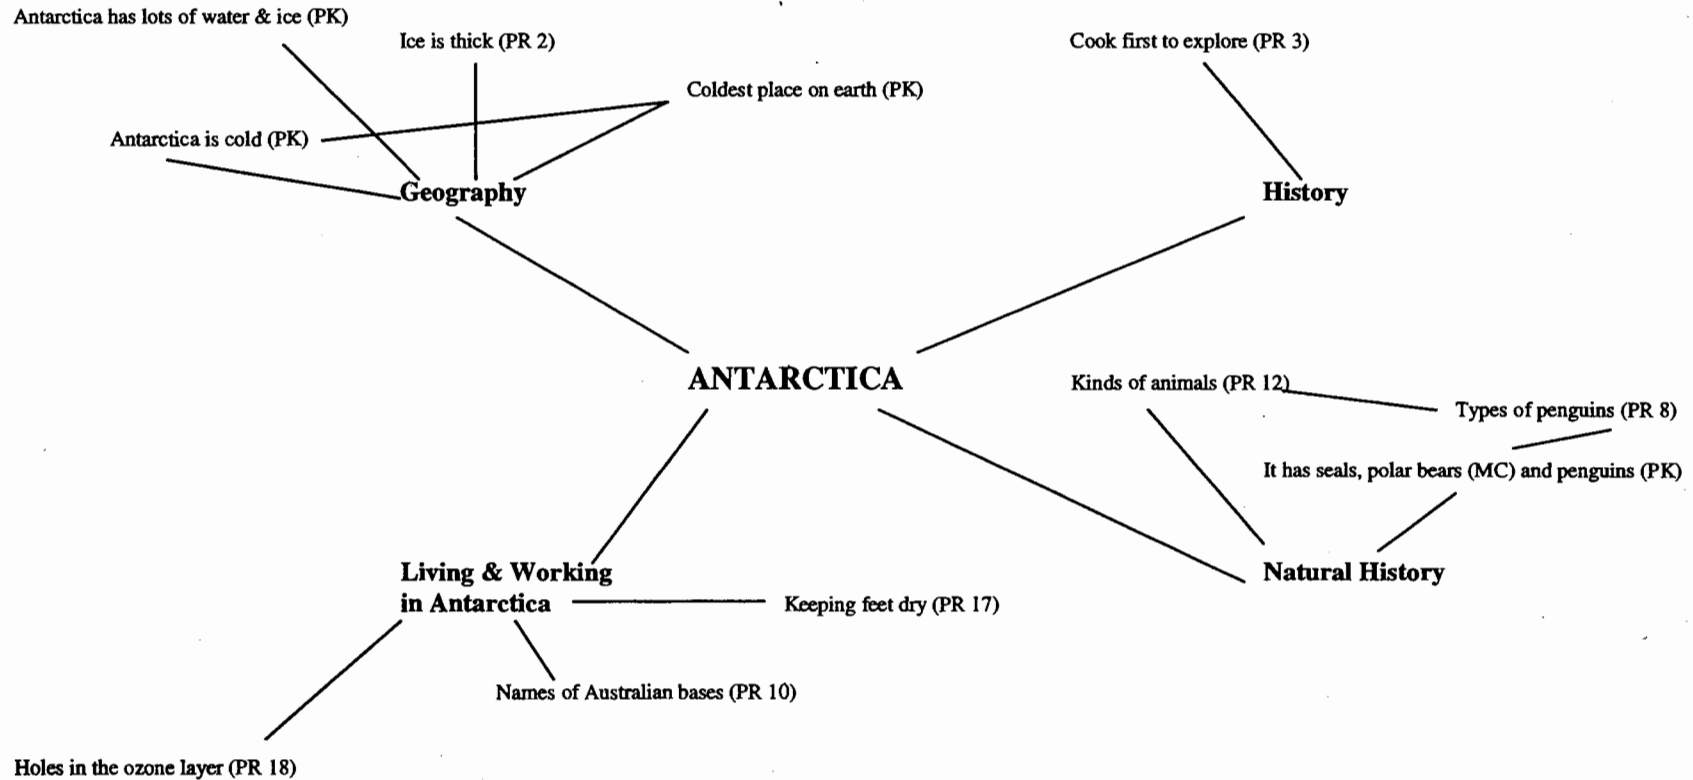 Antarctica has lots of water & ice (PK)
Ice is thick (PR 2)
Cook first to explore (PR 3)
Coldest place on earth (PK)
Antarctica is cold (PK)
Geography
History
ANTARCTICA
Kinds of animals (PR 12)
Types of penguins (PR 8)
It has seals, polar bears (MC) and penguins (PK)
Natural History
Living & Working
in Antarctica
Keeping feet dry (PR 17)
Names of Australian bases (PR 10)
Holes in the ozone layer (PR 18)